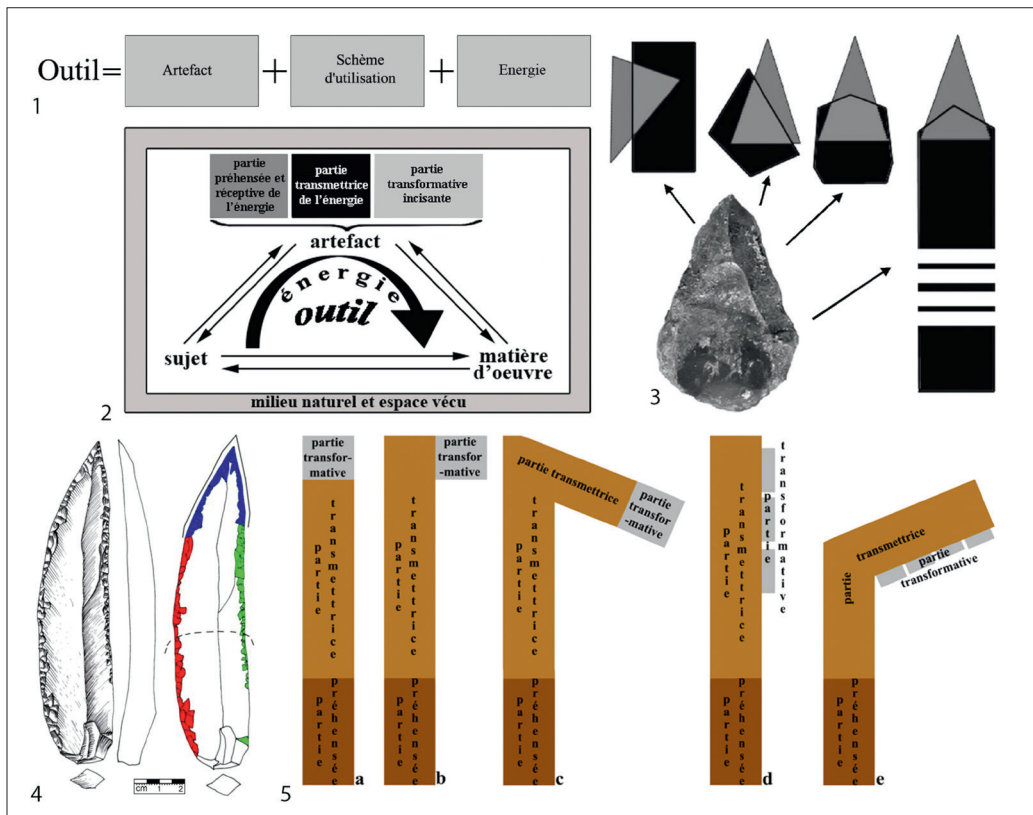 Outil=
Artefact
+
Schème
d'utilisation
+
Energie
1
partie
préhensée et
réceptive de
l'énergie
partie
transmettrice
de l'énergie
partie
transformative
incisante
artefact
énergie
outil
sujet
matière
d'oeuvre
milieu naturel et espace vécu
2
3
4
cm 1 2
5
partie
transfor-
mative
partie
transmettrice
partie
préhensée
a
partie
transfor
-mative
partie
transmettrice
partie
préhensée
b
partie transmettrice
partie
transfor
-mative
partie
transmettrice
partie
préhensée
c
partie
transformative
partie
transmettrice
partie
préhensée
d
transmettrice
partie
partie
transformative
partie
préhensée
e